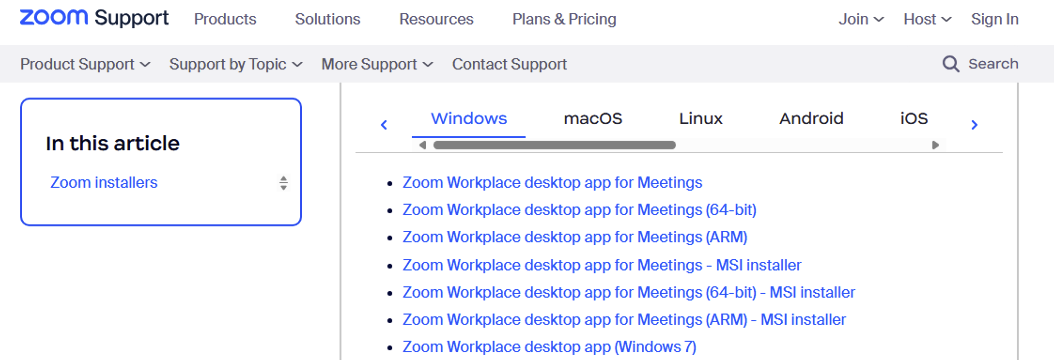 zoom Support Products Solutions Resources Plans & Pricing Join Host Sign In
Product Support Support by Topic More Support Contact Support Search
In this article
Zoom installers
Windows macOS Linux Android iOS
Zoom Workplace desktop app for Meetings
Zoom Workplace desktop app for Meetings (64-bit)
Zoom Workplace desktop app for Meetings (ARM)
Zoom Workplace desktop app for Meetings - MSI installer
Zoom Workplace desktop app for Meetings (64-bit) - MSI installer
Zoom Workplace desktop app for Meetings (ARM) - MSI installer
Zoom Workplace desktop app (Windows 7)